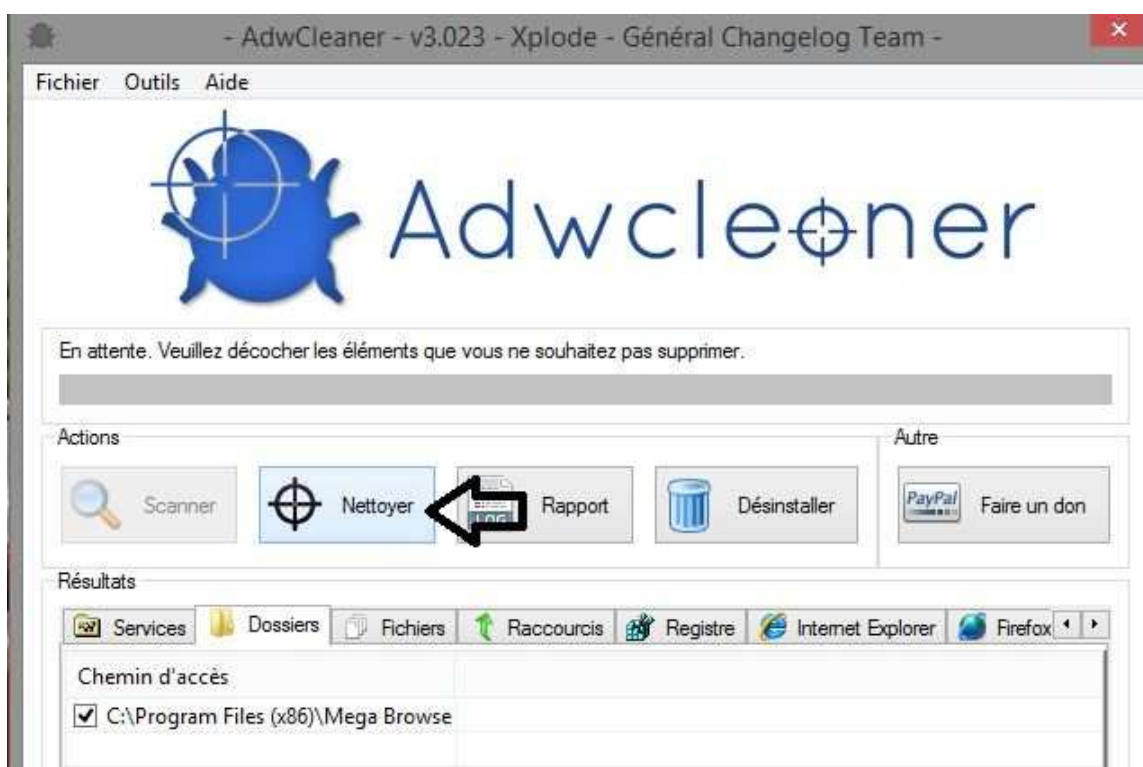 - AdwCleaner - v3.023 - Xplode - Général Changelog Team -
Fichier Outils Aide
Adwcleaner
En attente. Veuillez décocher les éléments que vous ne souhaitez pas supprimer.
Actions
Autre
Scanner
Nettoyer
LOG
Rapport
Désinstaller
PayPal
Faire un don
Résultats
Services Dossiers Fichiers Raccourcis Registre Internet Explorer Firefox
Chemin d'accès
C:\Program Files (x86)\Mega Browse